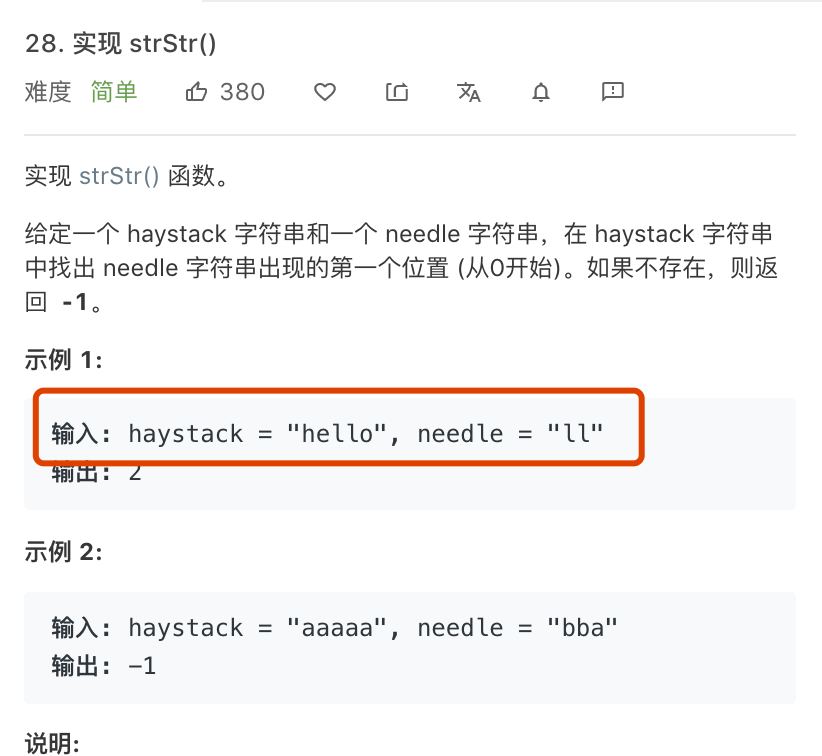 28. 实现 strStr()
难度 简单 380
实现 strStr() 函数。
给定一个 haystack 字符串和一个 needle 字符串，在 haystack 字符串
中找出 needle 字符串出现的第一个位置 (从0开始)。如果不存在，则返
回 -1。
示例 1:
输入: haystack = "hello", needle = "ll"
输出: 2
示例 2:
输入: haystack = "aaaaa", needle = "bba"
输出: -1
说明: